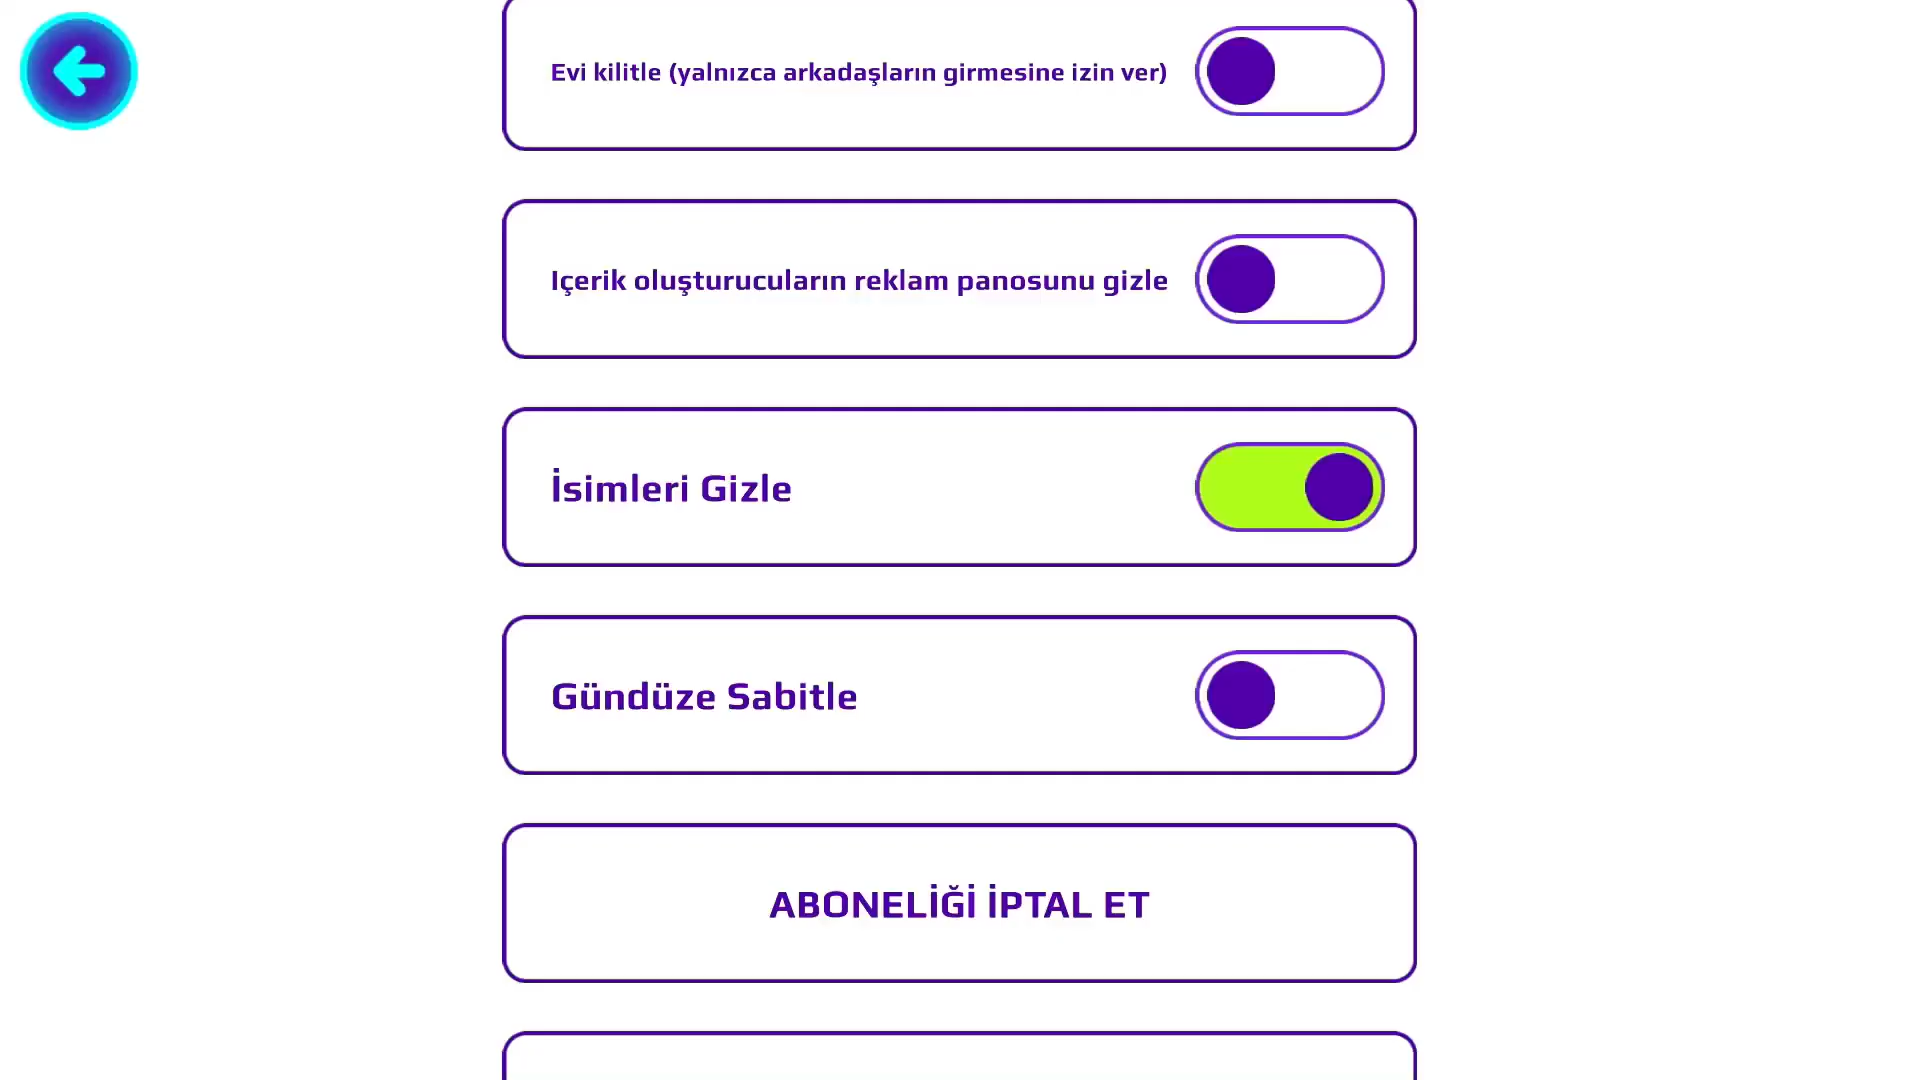 Evi kilitle (yalnızca arkadaşların girmesine izin ver)
Içerik oluşturucuların reklam panosunu gizle
İsimleri Gizle
Gündüze Sabitle
ABONELİĞİ İPTAL ET